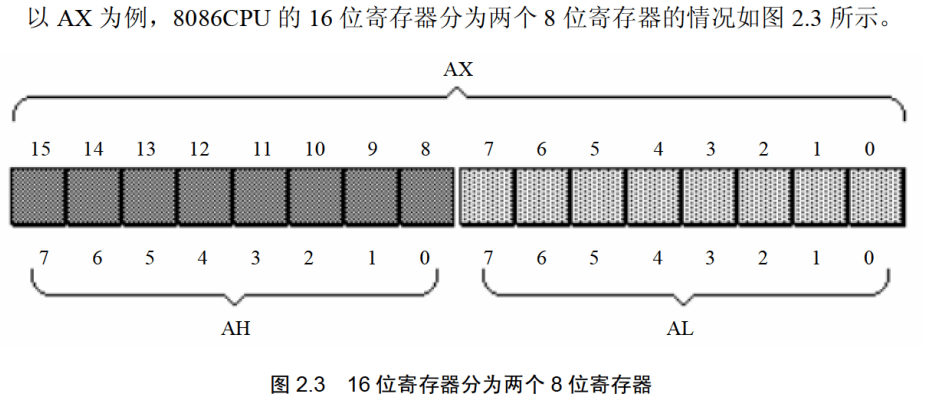 以 AX 为例，8086CPU 的 16 位寄存器分为两个 8 位寄存器的情况如图 2.3 所示。
AX
15 14 13 12 11 10 9 8 7 6 5 4 3 2 1 0
7 6 5 4 3 2 1 0 7 6 5 4 3 2 1 0
AH AL
图 2.3 16 位寄存器分为两个 8 位寄存器